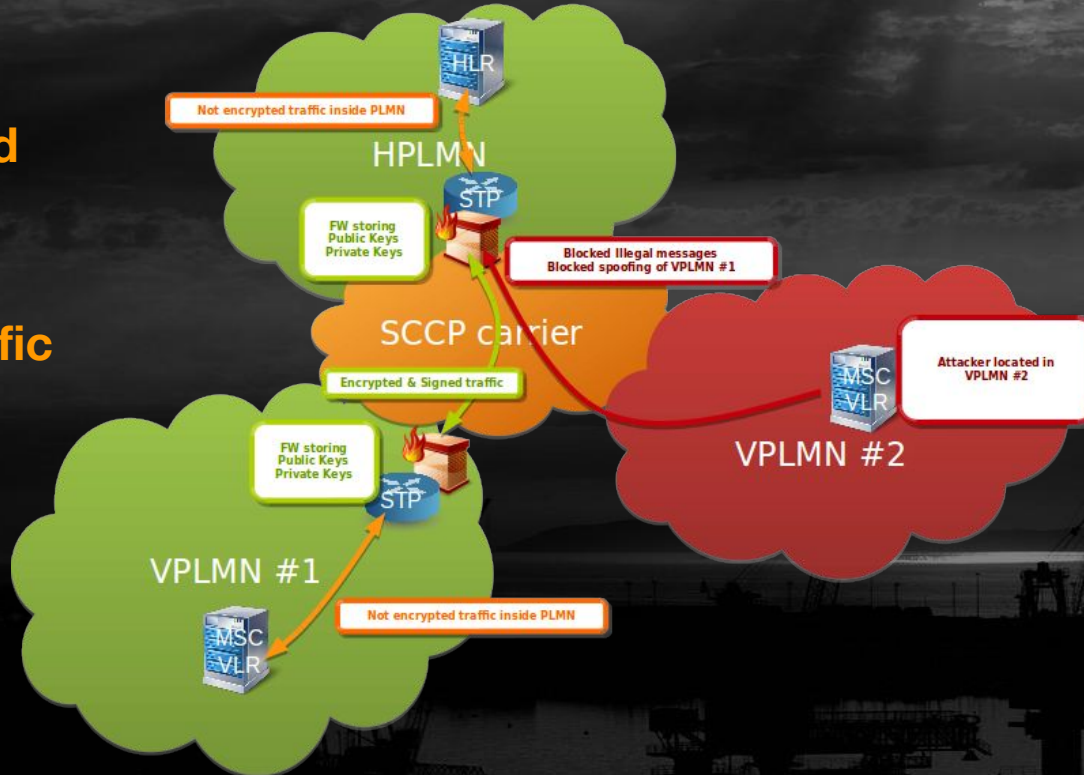 HLR
Not encrypted traffic inside PLMN
d
HPLMN
STP
FW storing
Public Keys
Private Keys
Blocked Illegal messages
Blocked spoofing of VPLMN #1
fic
SCCP carrier
Attacker located in
VPLMN #2
MSC
VLR
Encrypted & Signed traffic
VPLMN #2
FW storing
Public Keys
Private Keys
STP
VPLMN #1
Not encrypted traffic inside PLMN
MSC
VLR